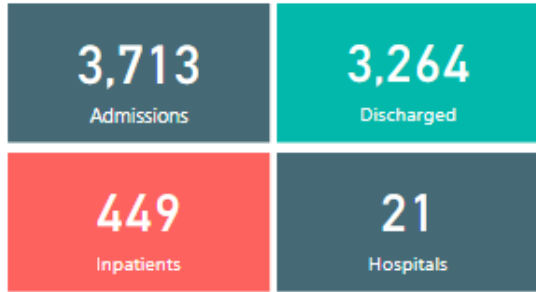 3,713
Admissions
3,264
Discharged
449
Inpatients
21
Hospitals